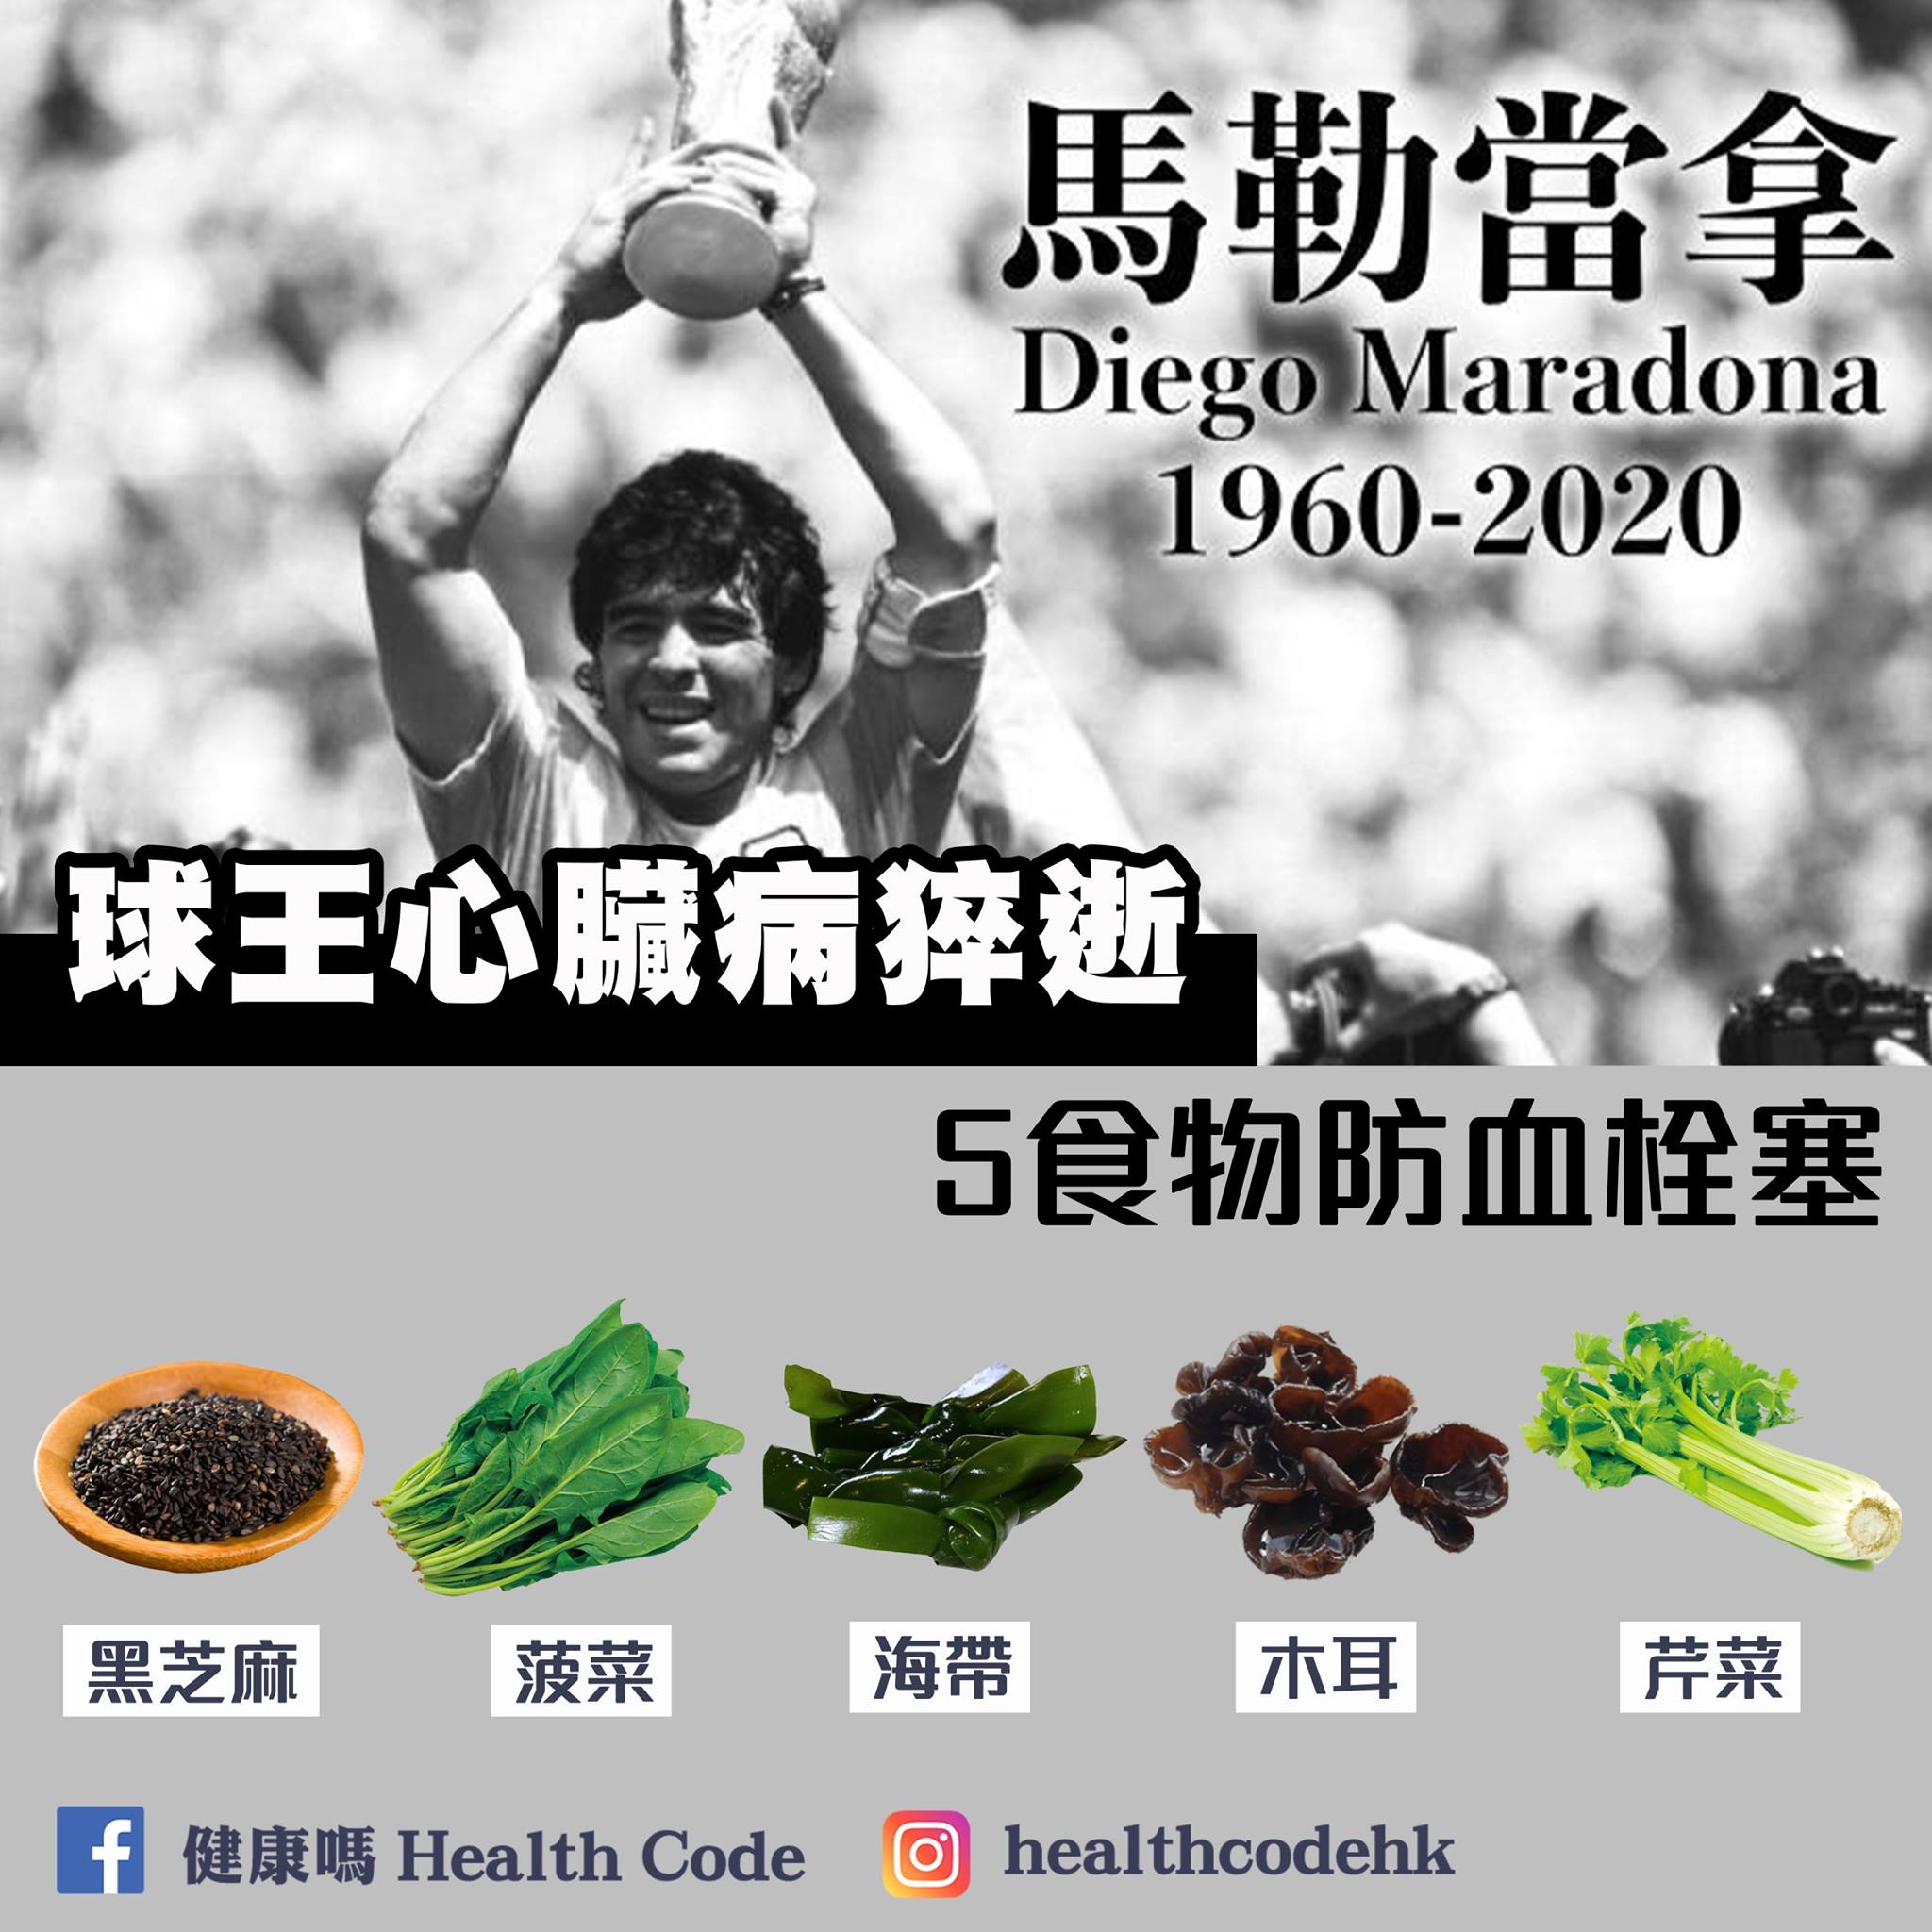 馬勒當拿
Diego Maradona
1960-2020
球王心臟病猝逝
5食物防血栓塞
黑芝麻
菠菜
海帶
木耳
芹菜
健康嗎 Health Code
healthcodehk